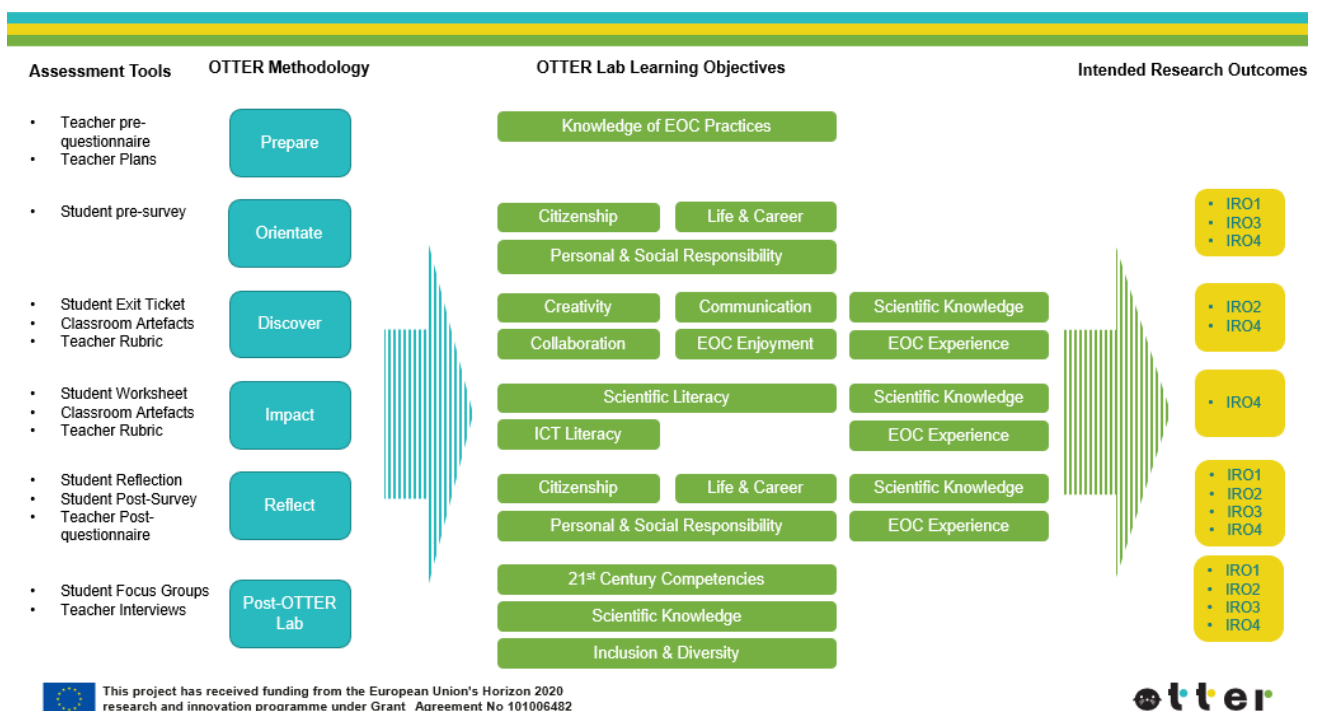 Assessment Tools
OTTER Methodology
OTTER Lab Learning Objectives
Intended Research Outcomes
• Teacher pre-
questionnaire
• Teacher Plans
Prepare
Knowledge of EOC Practices
• Student pre-survey
Orientate
Citizenship
Life & Career
Personal & Social Responsibility
• IRO1
• IRO3
• IRO4
• Student Exit Ticket
• Classroom Artefacts
• Teacher Rubric
Discover
Creativity
Communication
Scientific Knowledge
Collaboration
EOC Enjoyment
EOC Experience
• IRO2
• IRO4
• Student Worksheet
• Classroom Artefacts
• Teacher Rubric
Impact
Scientific Literacy
Scientific Knowledge
ICT Literacy
EOC Experience
• IRO4
• Student Reflection
• Student Post-Survey
• Teacher Post-
questionnaire
Reflect
Citizenship
Life & Career
Scientific Knowledge
Personal & Social Responsibility
EOC Experience
• IRO1
• IRO2
• IRO3
• IRO4
• Student Focus Groups
• Teacher Interviews
Post-OTTER
Lab
21st Century Competencies
Scientific Knowledge
Inclusion & Diversity
• IRO1
• IRO2
• IRO3
• IRO4
This project has received funding from the European Union's Horizon 2020
research and innovation programme under Grant Agreement No 101006482
otter